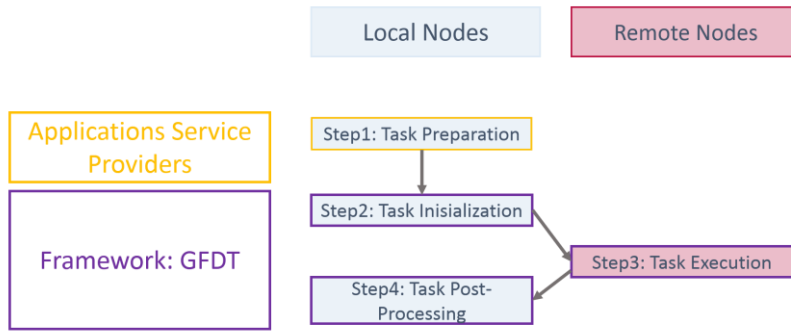 Local Nodes
Remote Nodes
Applications Service
Providers
Step1: Task Preparation
Framework: GFDT
Step2: Task Inisialization
Step3: Task Execution
Step4: Task Post-
Processing